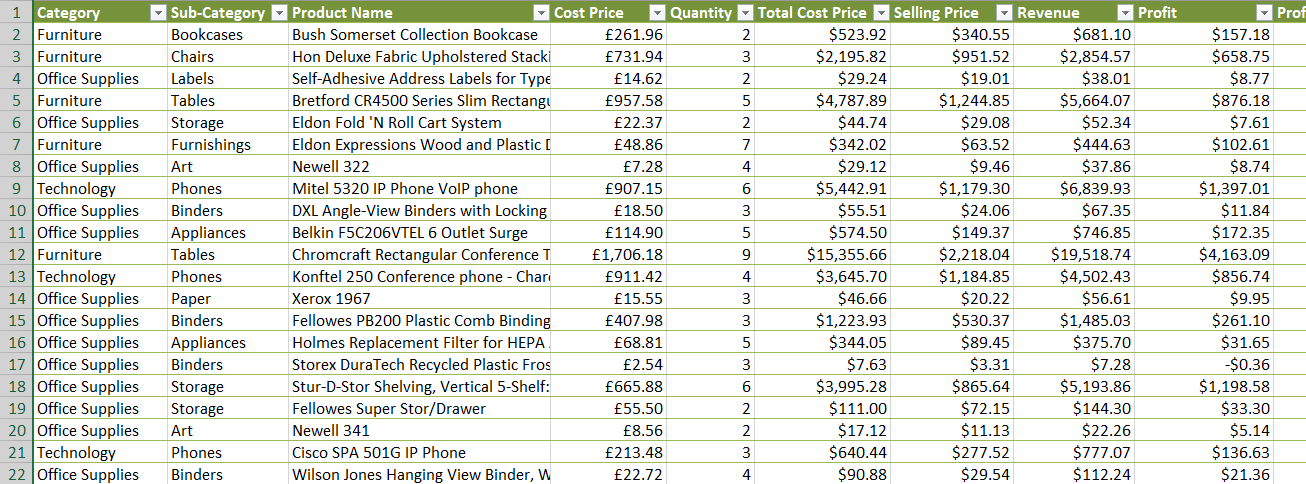 1 Category Sub-Category Product Name Cost Price Quantity Total Cost Price Selling Price Revenue Profit Prof
2 Furniture Bookcases Bush Somerset Collection Bookcase £261.96 2 $523.92 $340.55 $681.10 $157.18
3 Furniture Chairs Hon Deluxe Fabric Upholstered Stacki £731.94 3 $2,195.82 $951.52 $2,854.57 $658.75
4 Office Supplies Labels Self-Adhesive Address Labels for Type £14.62 2 $29.24 $19.01 $38.01 $8.77
5 Furniture Tables Bretford CR4500 Series Slim Rectangu £957.58 5 $4,787.89 $1,244.85 $5,664.07 $876.18
6 Office Supplies Storage Eldon Fold 'N Roll Cart System £22.37 2 $44.74 $29.08 $52.34 $7.61
7 Furniture Furnishings Eldon Expressions Wood and Plastic D £48.86 7 $342.02 $63.52 $444.63 $102.61
8 Office Supplies Art Newell 322 £7.28 4 $29.12 $9.46 $37.86 $8.74
9 Technology Phones Mitel 5320 IP Phone VoIP phone £907.15 6 $5,442.91 $1,179.30 $6,839.93 $1,397.01
10 Office Supplies Binders DXL Angle-View Binders with Locking £18.50 3 $55.51 $24.06 $67.35 $11.84
11 Office Supplies Appliances Belkin F5C206VTEL 6 Outlet Surge £114.90 5 $574.50 $149.37 $746.85 $172.35
12 Furniture Tables Chromcraft Rectangular Conference T £1,706.18 9 $15,355.66 $2,218.04 $19,518.74 $4,163.09
13 Technology Phones Konftel 250 Conference phone - Char £911.42 4 $3,645.70 $1,184.85 $4,502.43 $856.74
14 Office Supplies Paper Xerox 1967 £15.55 3 $46.66 $20.22 $56.61 $9.95
15 Office Supplies Binders Fellowes PB200 Plastic Comb Binding £407.98 3 $1,223.93 $530.37 $1,485.03 $261.10
16 Office Supplies Appliances Holmes Replacement Filter for HEPA £68.81 5 $344.05 $89.45 $375.70 $31.65
17 Office Supplies Binders Storex DuraTech Recycled Plastic Fros £2.54 3 $7.63 $3.31 $7.28 -$0.36
18 Office Supplies Storage Stur-D-Stor Shelving, Vertical 5-Shelf: £665.88 6 $3,995.28 $865.64 $5,193.86 $1,198.58
19 Office Supplies Storage Fellowes Super Stor/Drawer £55.50 2 $111.00 $72.15 $144.30 $33.30
20 Office Supplies Art Newell 341 £8.56 2 $17.12 $11.13 $22.26 $5.14
21 Technology Phones Cisco SPA 501G IP Phone £213.48 3 $640.44 $277.52 $777.07 $136.63
22 Office Supplies Binders Wilson Jones Hanging View Binder, W £22.72 4 $90.88 $29.54 $112.24 $21.36